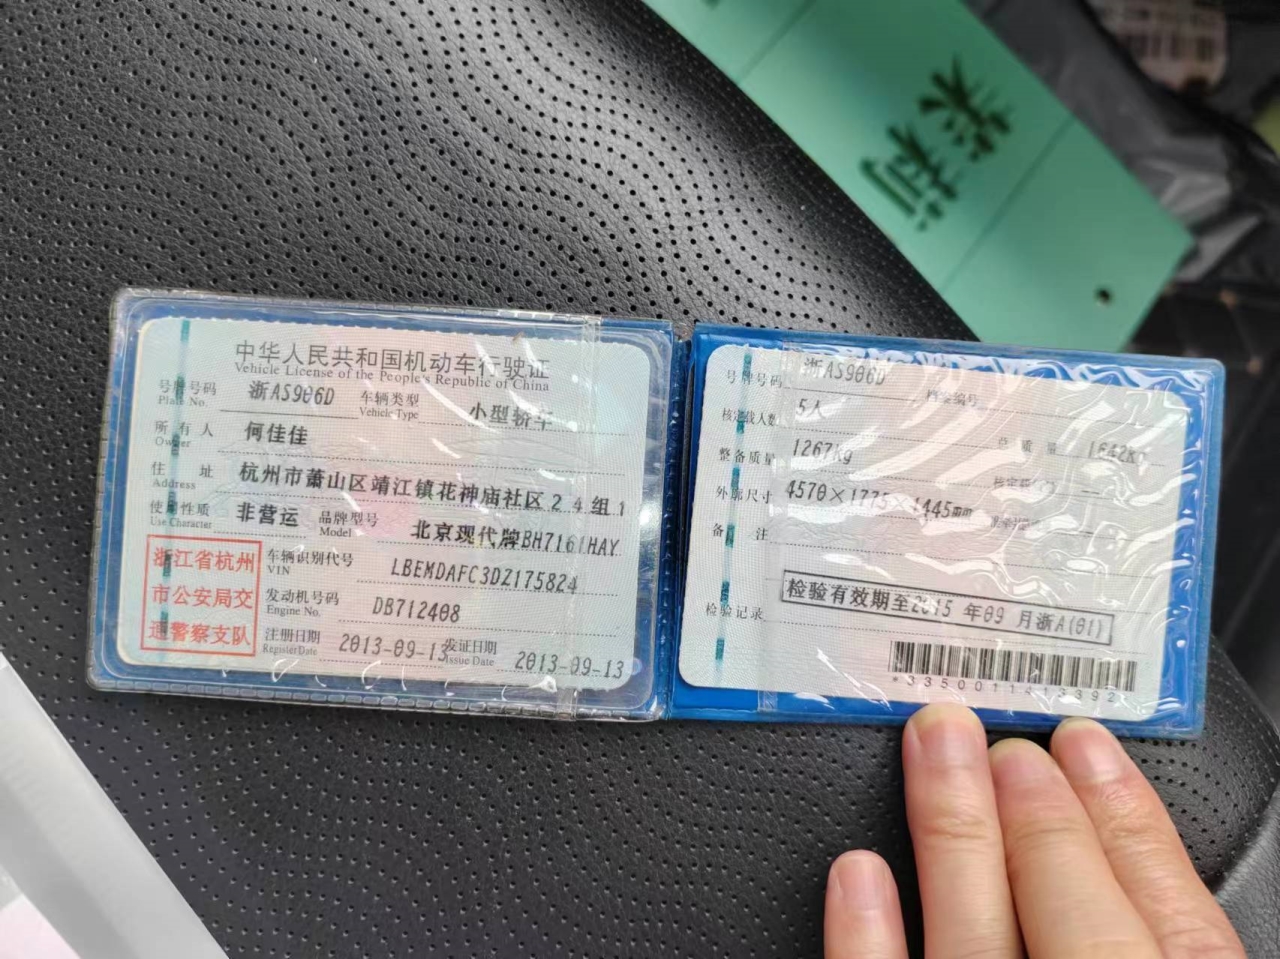 中华人民共和国机动车行驶证
Vehicle License of the People's Republic of China
号牌号码 浙AS906D 车辆类型 小型轿车
Plate No. Vehicle Type
所有人 何佳佳
Owner
住址 杭州市萧山区靖江镇花神庙社区24组1
Address
使用性质 非营运 品牌型号 北京现代牌BH7161HAY
Use Character Model
浙江省杭州
市公安局交
通警察支队
车辆识别代号 LBEMDAFC3DZ175824
VIN
发动机号码 DB712408
Engine No.
注册日期 2013-09-13 发证日期 2013-09-13
Register Date Issue Date
号牌号码 浙AS906D 档案编号
核定载人数 5人 总质量 1642KG
整备质量 1267Kg
外廓尺寸 4570×1775×1445mm
备注
检验记录 检验有效期至2015年09月浙A(01)
茉莉